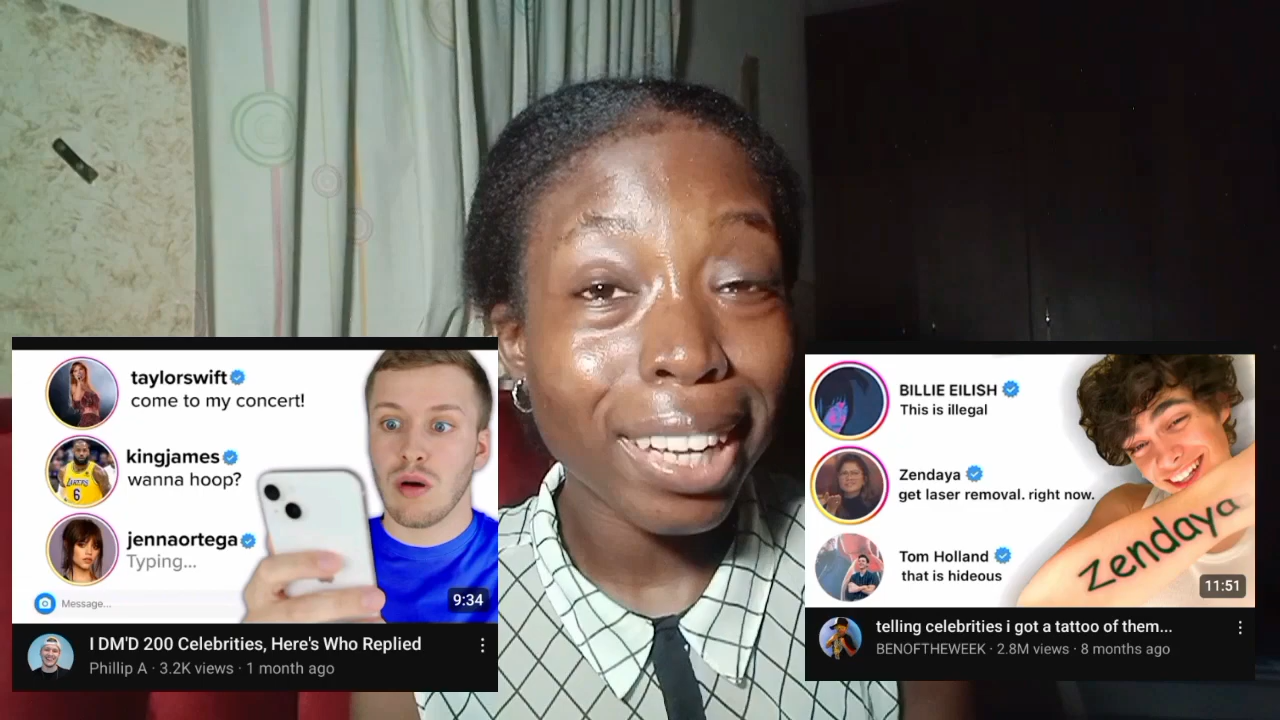 taylorswift
come to my concert!
kingjames
wanna hoop?
jennaortega
Typing...
Message...
9:34
I DM'D 200 Celebrities, Here's Who Replied
Phillip A · 3.2K views · 1 month ago
BILLIE EILISH
This is illegal
Zendaya
get laser removal. right now.
Tom Holland
that is hideous
Zendaya
11:51
telling celebrities i got a tattoo of them...
BENOFTHEWEEK · 2.8M views · 8 months ago